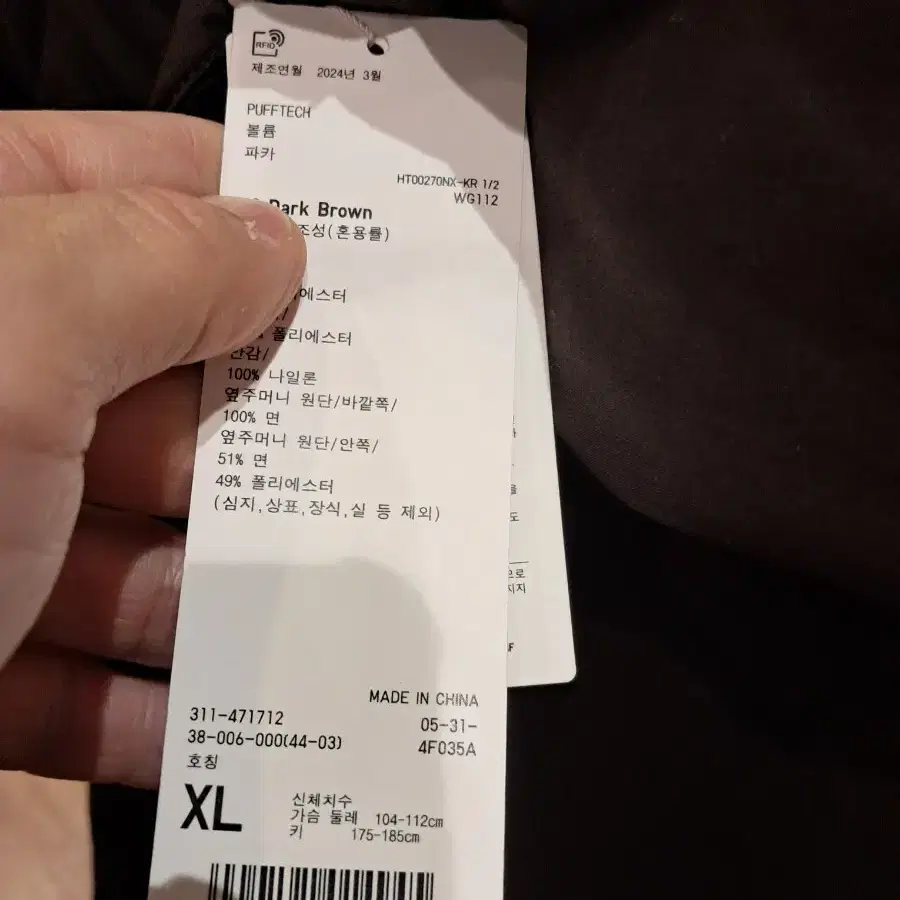 RFID
제조연월 2024년 3월
PUFFTECH
볼륨
파카
HT00270NX-KR 1/2
WG112
Dark Brown
조성(혼용률)
폴리에스터
안감/
100% 나일론
옆주머니 원단/바깥쪽/
100% 면
옆주머니 원단/안쪽/
51% 면
49% 폴리에스터
(심지,상표,장식,실 등 제외)
MADE IN CHINA
311-471712 05-31-
38-006-000(44-03) 4F035A
호칭
XL
신체치수
가슴 둘레 104-112cm
키 175-185cm